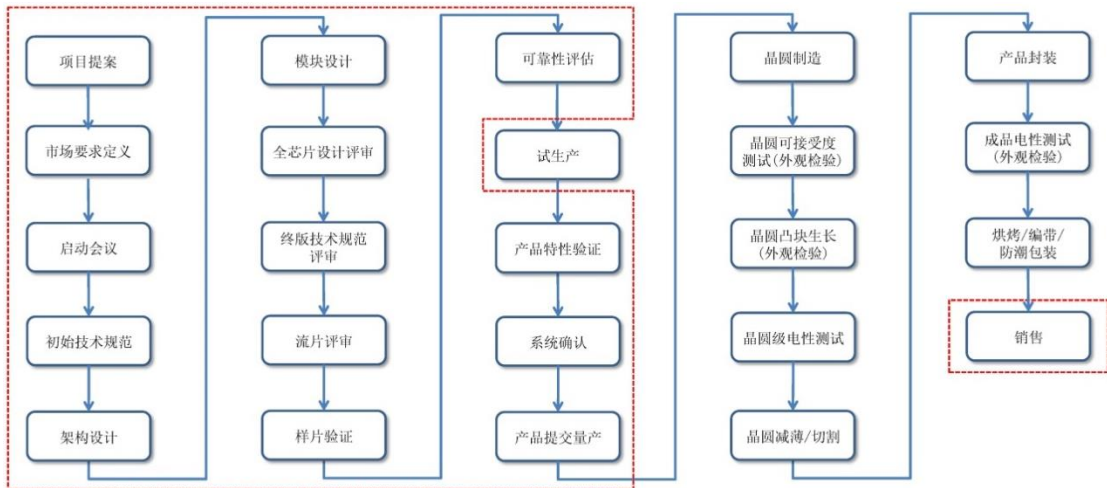 项目提案
市场要求定义
启动会议
初始技术规范
架构设计
模块设计
全芯片设计评审
终版技术规范
评审
流片评审
样片验证
可靠性评估
试生产
产品特性验证
系统确认
产品提交量产
晶圆制造
晶圆可接受度
测试(外观检验)
晶圆凸块生长
(外观检验)
晶圆级电性测试
晶圆减薄/切割
产品封装
成品电性测试
(外观检验)
烘烤/编带/
防潮包装
销售